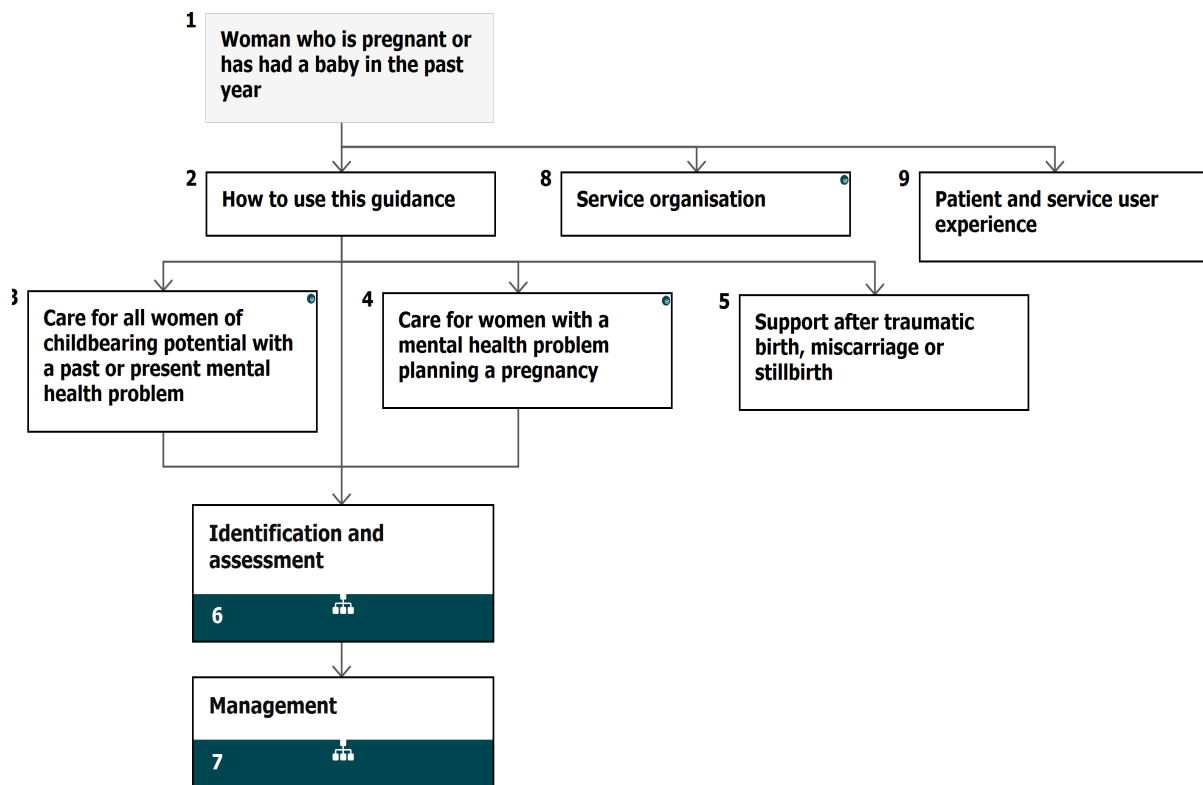 1
Woman who is pregnant or
has had a baby in the past
year
2
How to use this guidance
8
Service organisation
9
Patient and service user
experience
3
Care for all women of
childbearing potential with
a past or present mental
health problem
4
Care for women with a
mental health problem
planning a pregnancy
5
Support after traumatic
birth, miscarriage or
stillbirth
Identification and
assessment
6
Management
7